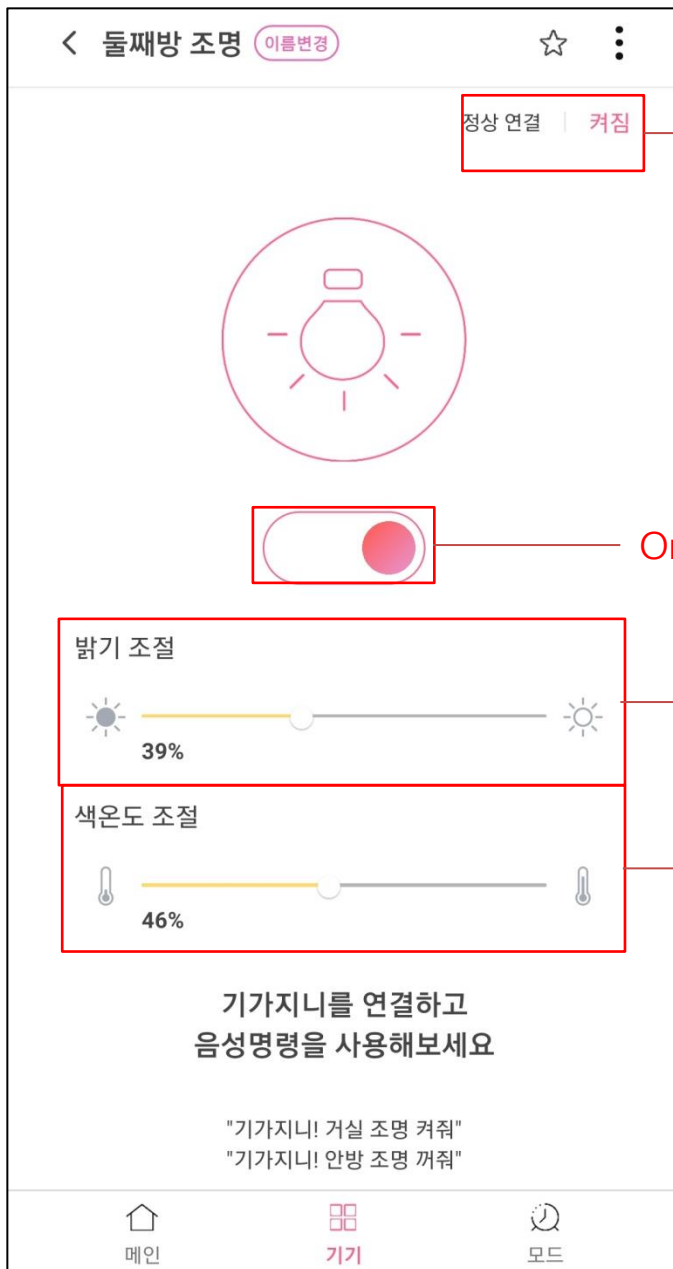 둘째방 조명 이름변경
정상 연결 켜짐
밝기 조절
39%
색온도 조절
46%
기가지니를 연결하고
음성명령을 사용해보세요
"기가지니! 거실 조명 켜줘"
"기가지니! 안방 조명 꺼줘"
메인 기기 모드